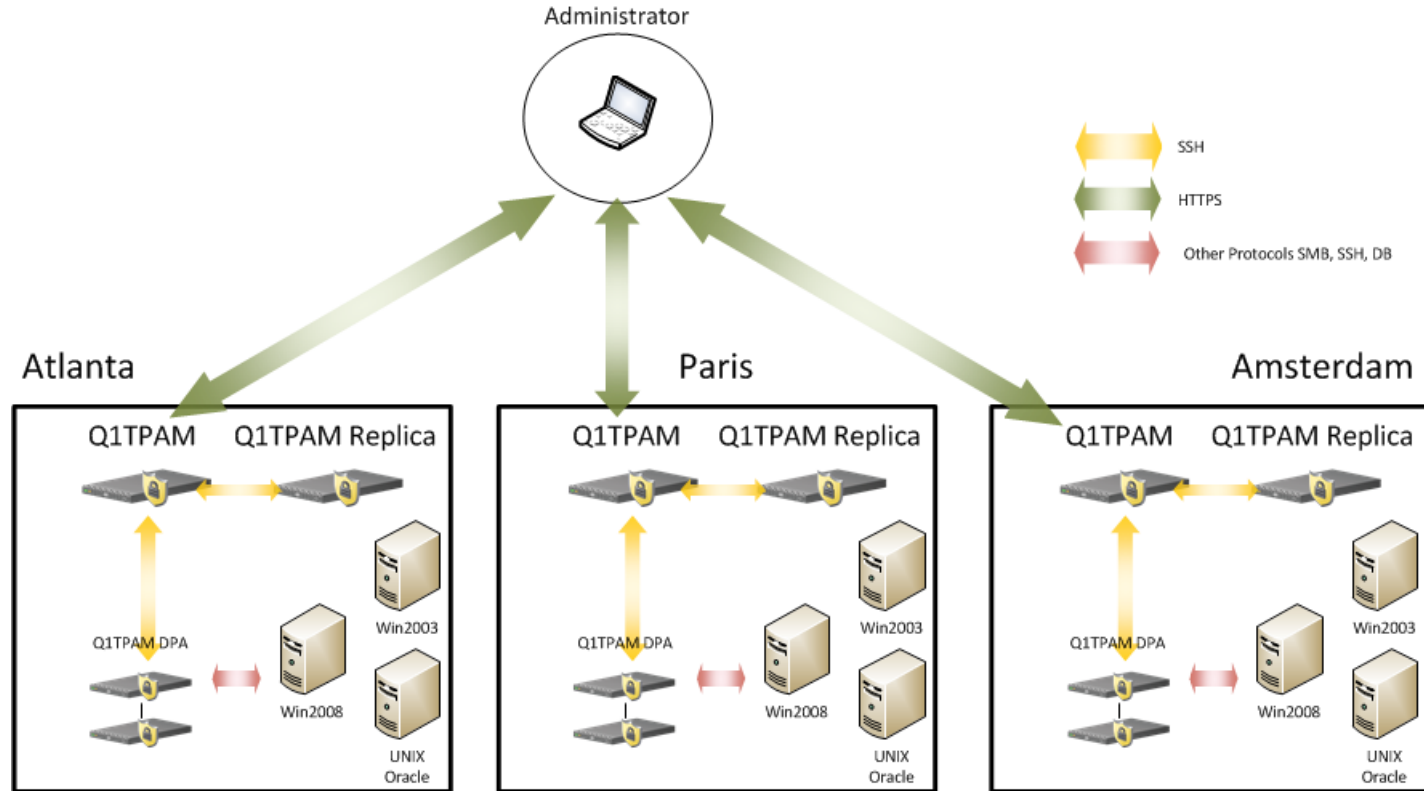 Administrator
SSH
HTTPS
Other Protocols SMB, SSH, DB
Atlanta
Paris
Amsterdam
Q1TPAM
Q1TPAM Replica
Q1TPAM
Q1TPAM Replica
Q1TPAM
Q1TPAM Replica
Win2003
Q1TPAM DPA
Win2008
UNIX
Oracle
Win2003
Q1TPAM DPA
Win2008
UNIX
Oracle
Win2003
Q1TPAM DPA
Win2008
UNIX
Oracle